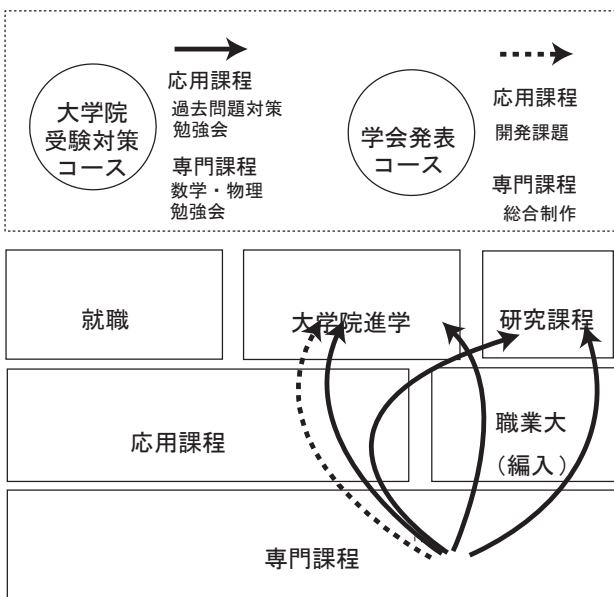 大学院
受験対策
コース
応用課程
過去問題対策
勉強会
専門課程
数学・物理
勉強会
学会発表
コース
応用課程
開発課題
専門課程
総合制作
就職
大学院進学
研究課程
応用課程
職業大
（編入）
専門課程